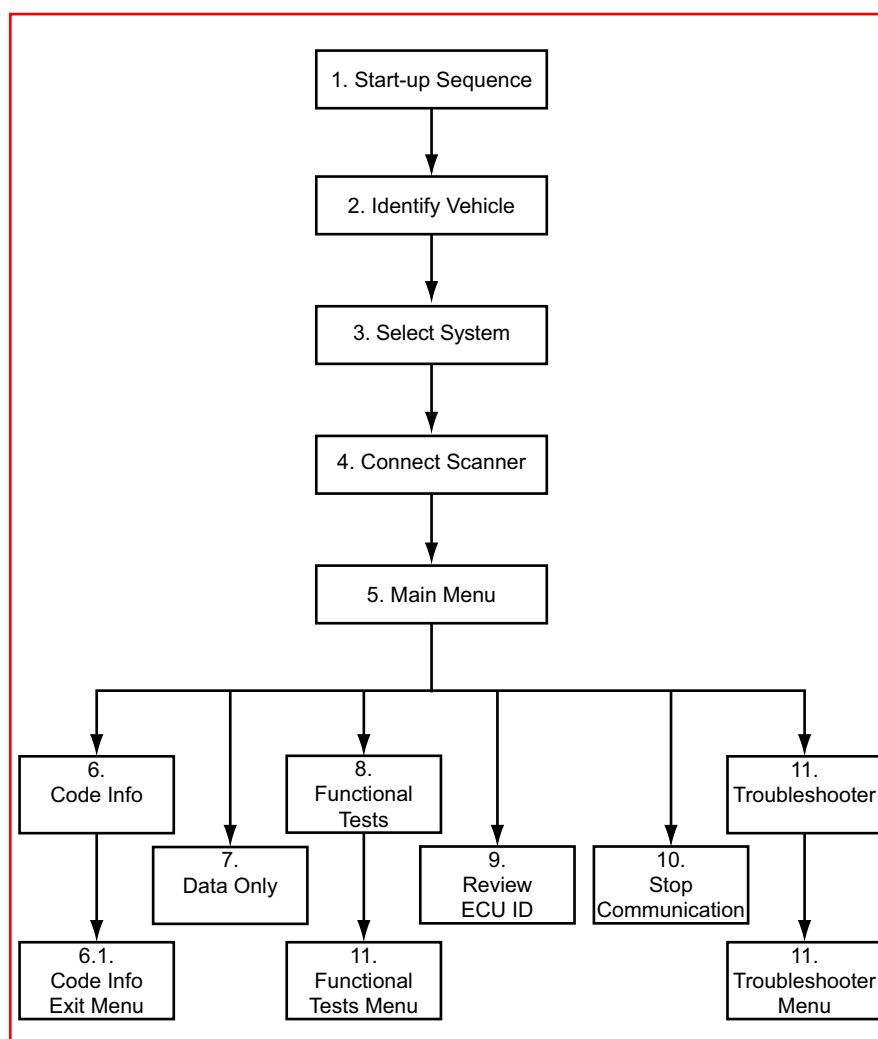 1. Start-up Sequence
2. Identify Vehicle
3. Select System
4. Connect Scanner
5. Main Menu
6.
Code Info
8.
Functional
Tests
11.
Troubleshooter
7.
Data Only
9.
Review
ECU ID
10.
Stop
Communication
6.1.
Code Info
Exit Menu
11.
Functional
Tests Menu
11.
Troubleshooter
Menu